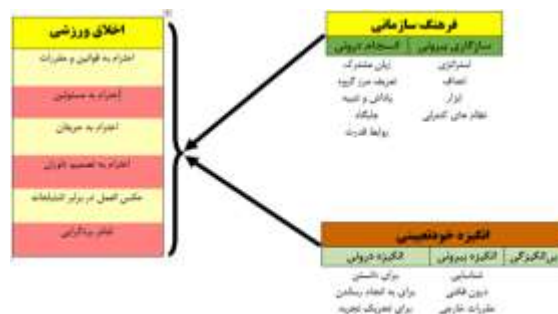 اخلاق ورزشی
احترام به قوانین و مقررات
احترام به مسئولین
احترام به حریفان
احترام به تصمیم داوران
عکس العمل در برابر اشتباهات
تفکر بردگرایی
فرهنگ سازمانی
سازگاری بیرونی انسجام درونی
استراتژی زبان مشترک
اهداف تعریف مرز گروه
ابزار پاداش و تنبیه
نظام های کنترلی جایگاه
روابط قدرت
انگیزه خودتعیینی
انگیزه درونی انگیزه بیرونی بی‌انگیزگی
برای دانستن شناسایی
برای به انجام رساندن درون فکنی
برای تحریک تجربه مقررات خارجی